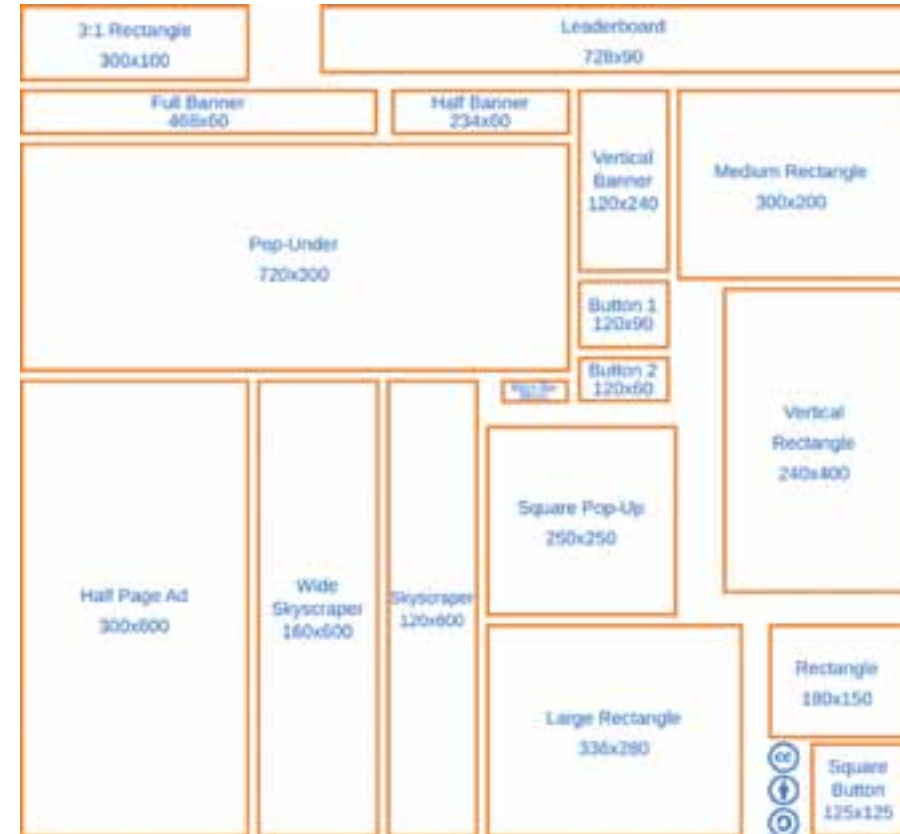 3:1 Rectangle
300x100
Leaderboard
728x90
Full Banner
468x60
Half Banner
234x60
Vertical
Banner
120x240
Medium Rectangle
300x200
Pop-Under
720x300
Button 1
120x90
Button 2
120x60
Vertical
Rectangle
240x400
Square Pop-Up
250x250
Half Page Ad
300x600
Wide
Skyscraper
160x600
Skyscraper
120x600
Rectangle
180x150
Large Rectangle
336x280
cc
Square
Button
125x125